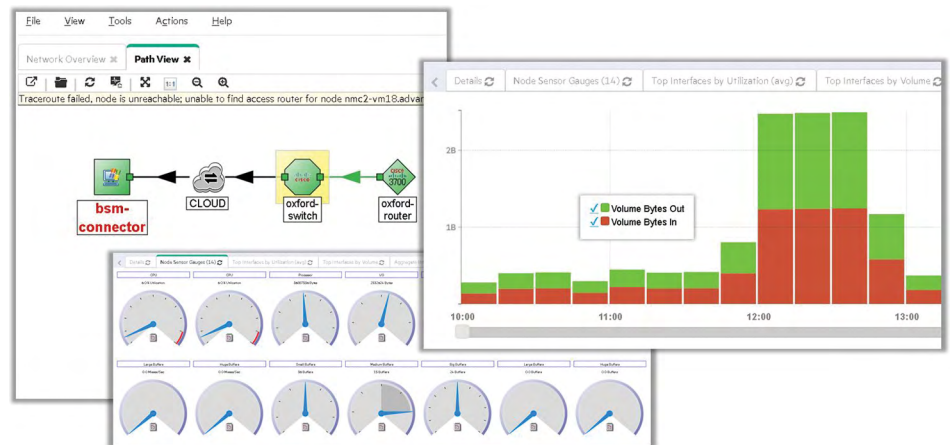 File View Tools Actions Help
Network Overview Path View
1:1
Traceroute failed, node is unreachable; unable to find access router for node nmc2-vm18.advan
bsm-
connector
CLOUD
oxford-
switch
3700
oxford-
router
Details Node Sensor Gauges (14) Top Interfaces by Utilization (avg) Top Interfaces by Volume
2B
1B
Volume Bytes Out
Volume Bytes In
10:00 11:00 12:00 13:00
Details Node Sensor Gauges (14) Top Interfaces by Utilization (avg) Top Interfaces by Volume
CPU CPU Processor I/O
Large Buffers Huge Buffers Small Buffers Medium Buffers Big Buffers Large Buffers Huge Buffers